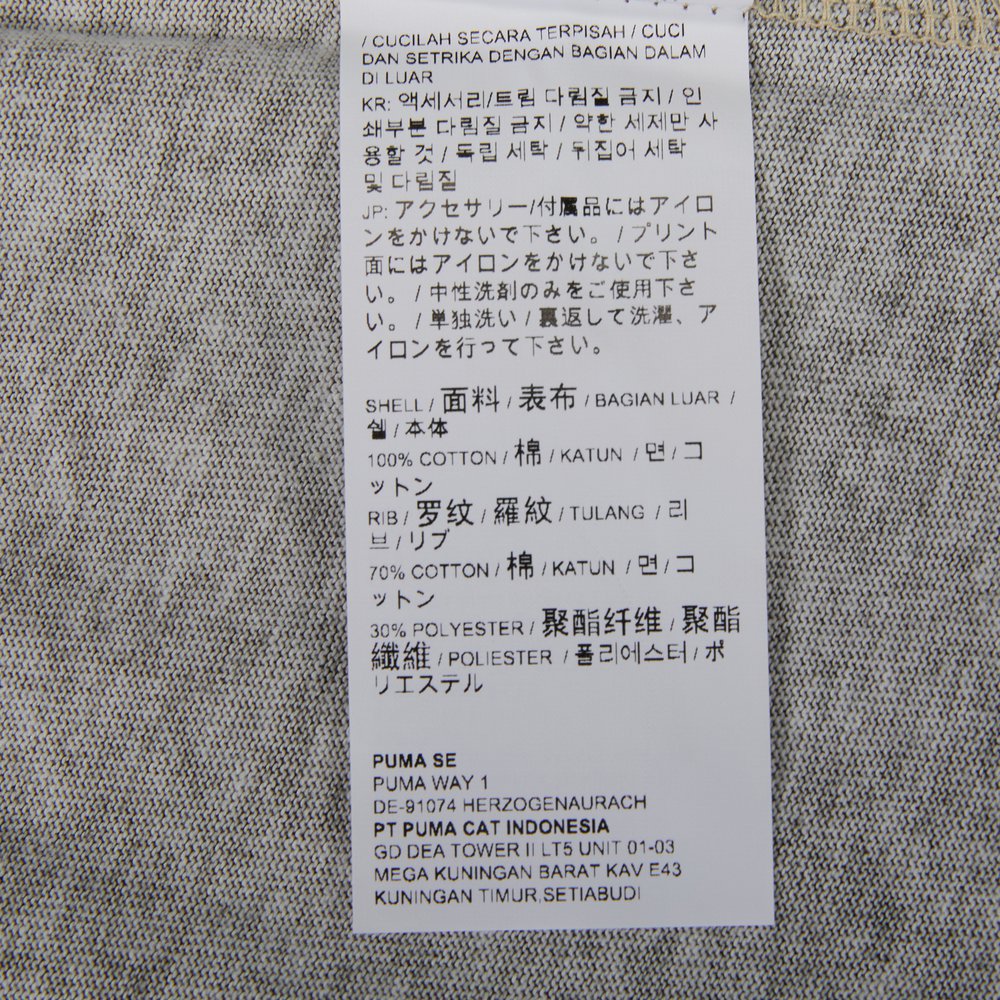 / CUCILAH SECARA TERPISAH / CUCI
DAN SETRIKA DENGAN BAGIAN DALAM
DI LUAR
KR: 액세서리/트림 다림질 금지 / 인
쇄부분 다림질 금지 / 약한 세제만 사
용할 것 / 독립 세탁 / 뒤집어 세탁
및 다림질
JP: アクセサリー/付属品にはアイロ
ンをかけないで下さい。 / プリント
面にはアイロンをかけないで下さ
い。 / 中性洗剤のみをご使用下さ
い。 / 単独洗い / 裏返して洗濯、ア
イロンを行って下さい。
SHELL / 面料 / 表布 / BAGIAN LUAR /
쉘 / 本体
100% COTTON / 棉 / KATUN / 면 / コ
ットン
RIB / 罗纹 / 羅紋 / TULANG / 리
브 / リブ
70% COTTON / 棉 / KATUN / 면 / コ
ットン
30% POLYESTER / 聚酯纤维 / 聚酯
纖維 / POLIESTER / 폴리에스터 / ポ
リエステル
PUMA SE
PUMA WAY 1
DE-91074 HERZOGENAURACH
PT PUMA CAT INDONESIA
GD DEA TOWER II LT5 UNIT 01-03
MEGA KUNINGAN BARAT KAV E43
KUNINGAN TIMUR,SETIABUDI